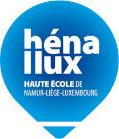 héna
llux
HAUTE ÉCOLE DE
NAMUR-LIÈGE-LUXEMBOURG